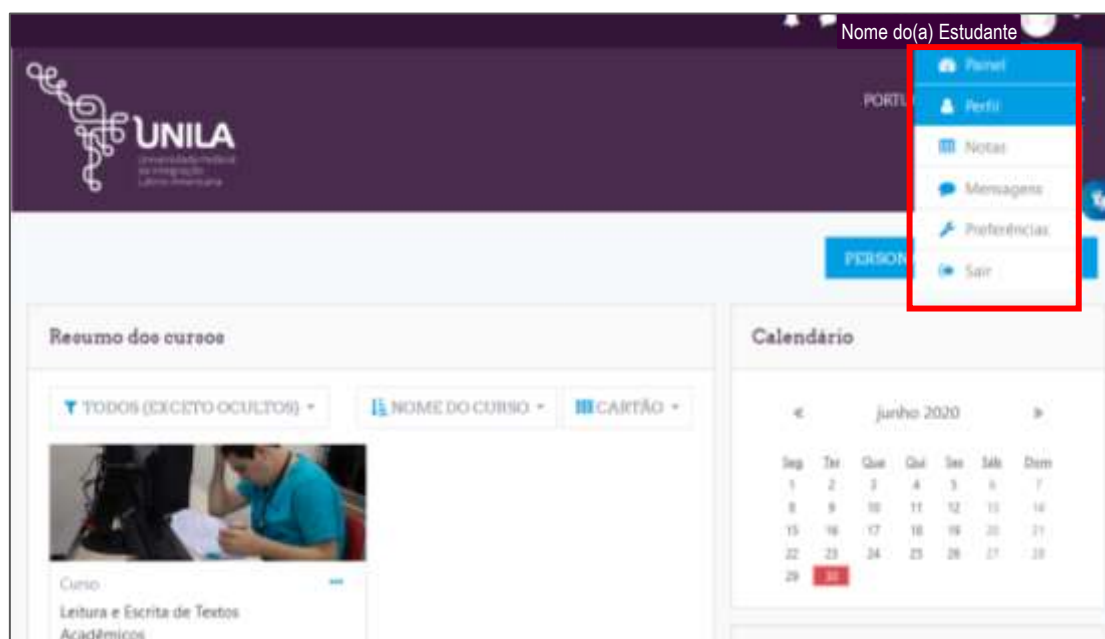 Nome do(a) Estudante
Painel
PORTU
Perfil
UNILA
Universidade Federal
da Integração
Latino-Americana
Notas
Mensagens
Preferências
PERSON
Sair
Resumo dos cursos
Calendário
TODOS (EXCETO OCULTOS)
NOME DO CURSO
CARTÃO
« junho 2020 »
Seg Ter Qua Qui Sex Sáb Dom
1 2 3 4 5 6 7
8 9 10 11 12 13 14
15 16 17 18 19 20 21
22 23 24 25 26 27 28
29 30
Curso
Leitura e Escrita de Textos
Acadêmicos